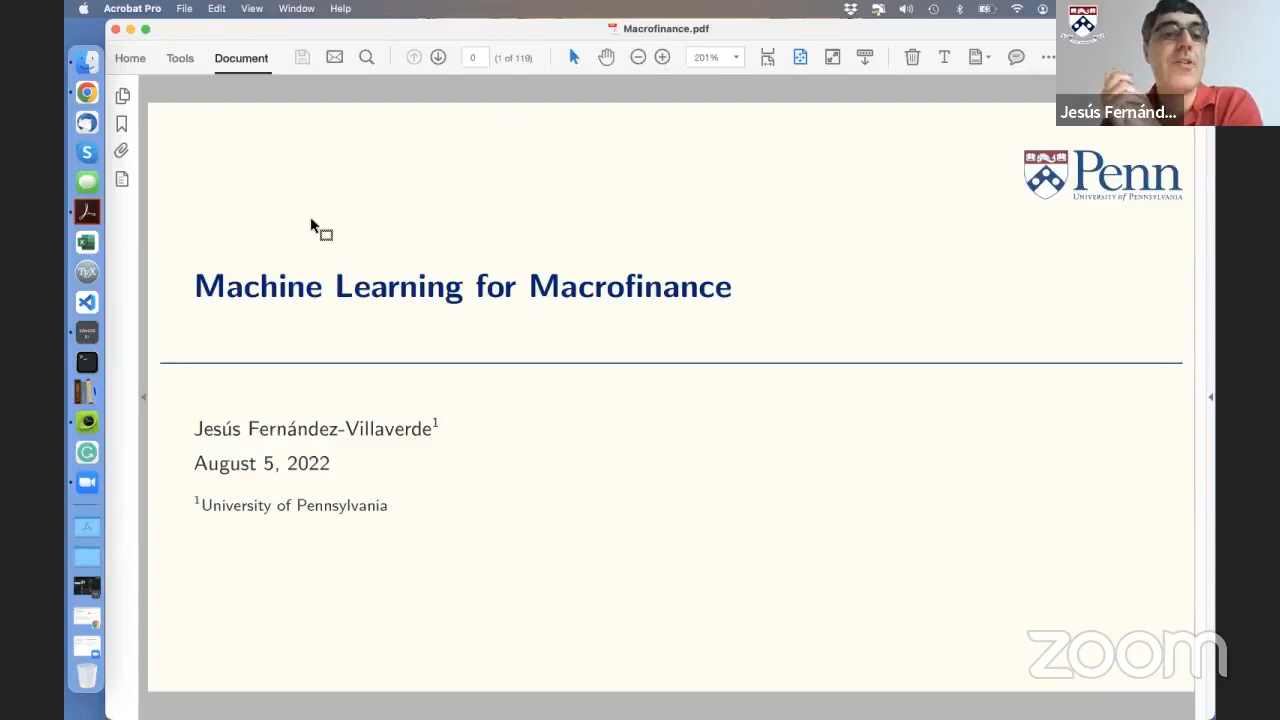 Acrobat Pro File Edit View Window Help
Macrofinance.pdf
Home Tools Document 0 (1 of 119) 201%
Jesús Fernánd...
Penn
UNIVERSITY OF PENNSYLVANIA
Machine Learning for Macrofinance
Jesús Fernández-Villaverde1
August 5, 2022
1University of Pennsylvania
zoom